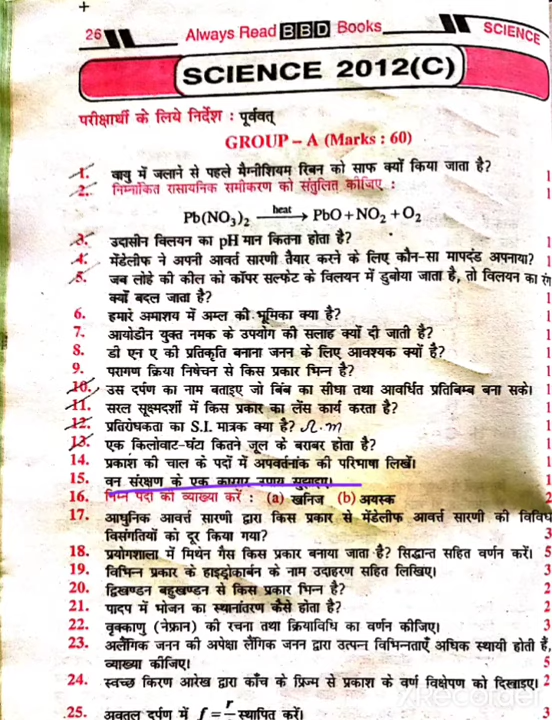 26 Always Read BBD Books SCIENCE
SCIENCE 2012(C)
परीक्षार्थी के लिये निर्देश : पूर्ववत्
GROUP – A (Marks : 60)
1. वायु में जलाने से पहले मैग्नीशियम रिबन को साफ क्यों किया जाता है? 1
2. निम्नांकित रासायनिक समीकरण को संतुलित कीजिए : 1
Pb(NO₃)₂ heat→ PbO + NO₂ + O₂
3. उदासीन विलयन का pH मान कितना होता है? 1
4. मेंडेलीफ ने अपनी आवर्त सारणी तैयार करने के लिए कौन-सा मापदंड अपनाया? 1
5. जब लोहे की कील को कॉपर सल्फेट के विलयन में डुबोया जाता है, तो विलयन का रंग
क्यों बदल जाता है? 1
6. हमारे अमाशय में अम्ल की भूमिका क्या है? 1
7. आयोडीन युक्त नमक के उपयोग की सलाह क्यों दी जाती है? 1
8. डी एन ए की प्रतिकृति बनाना जनन के लिए आवश्यक क्यों है? 1
9. परागण क्रिया निषेचन से किस प्रकार भिन्न है? 1
10. उस दर्पण का नाम बताइए जो बिंब का सीधा तथा आवर्धित प्रतिबिम्ब बना सके। 1
11. सरल सूक्ष्मदर्शी में किस प्रकार का लेंस कार्य करता है? 1
12. प्रतिरोधकता का S.I. मात्रक क्या है? Ω.m 1
13. एक किलोवाट-घंटा कितने जूल के बराबर होता है? 1
14. प्रकाश की चाल के पदों में अपवर्तनांक की परिभाषा लिखें। 1
15. वन संरक्षण के एक कारगर उपाय सुझाइए। 1
16. निम्न पदों की व्याख्या करें : (a) खनिज (b) अयस्क 2
17. आधुनिक आवर्त्त सारणी द्वारा किस प्रकार से मेंडेलीफ आवर्त्त सारणी की विविध
विसंगतियों को दूर किया गया? 3
18. प्रयोगशाला में मिथेन गैस किस प्रकार बनाया जाता है? सिद्धान्त सहित वर्णन करें। 5
19. विभिन्न प्रकार के हाइड्रोकार्बन के नाम उदाहरण सहित लिखिए। 3
20. द्विखण्डन बहुखण्डन से किस प्रकार भिन्न है? 2
21. पादप में भोजन का स्थानांतरण कैसे होता है? 2
22. वृक्काणु (नेफ्रान) की रचना तथा क्रियाविधि का वर्णन कीजिए। 3
23. अलैंगिक जनन की अपेक्षा लैंगिक जनन द्वारा उत्पन्न विभिन्नताएँ अधिक स्थायी होती हैं,
व्याख्या कीजिए। 5
24. स्वच्छ किरण आरेख द्वारा काँच के प्रिज्म से प्रकाश के वर्ण विक्षेपण को दिखाइए। 2
25. अवतल दर्पण में f = r स्थापित करें।